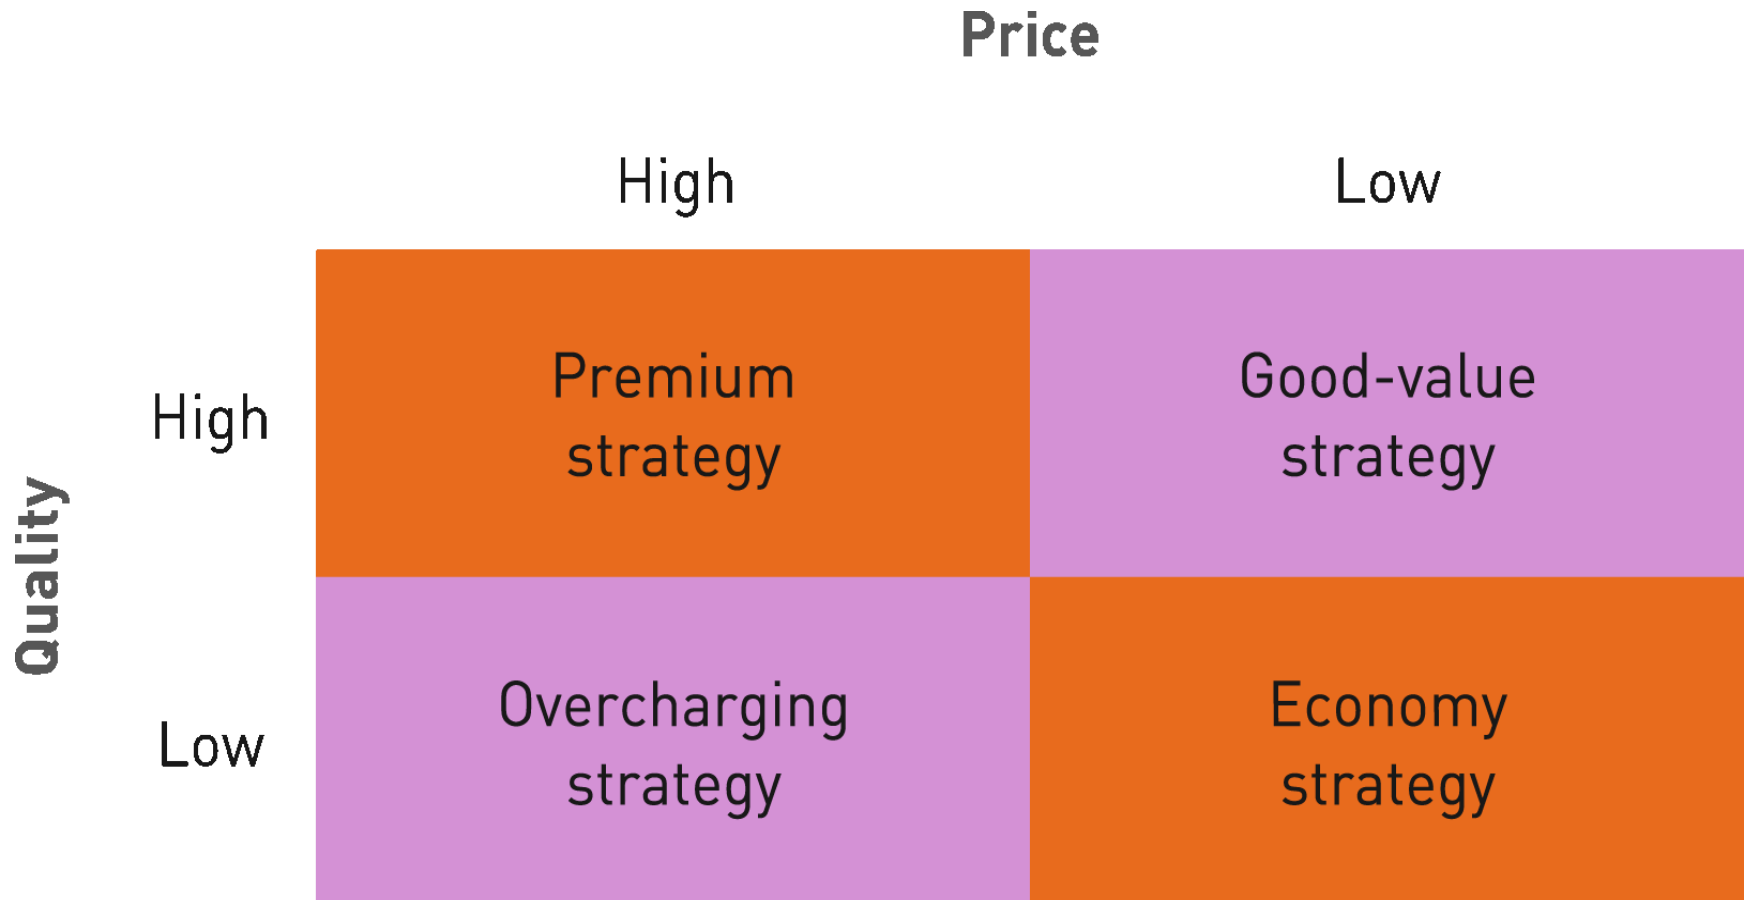 Price
High
Low
Quality
High
Premium
strategy
Good-value
strategy
Low
Overcharging
strategy
Economy
strategy